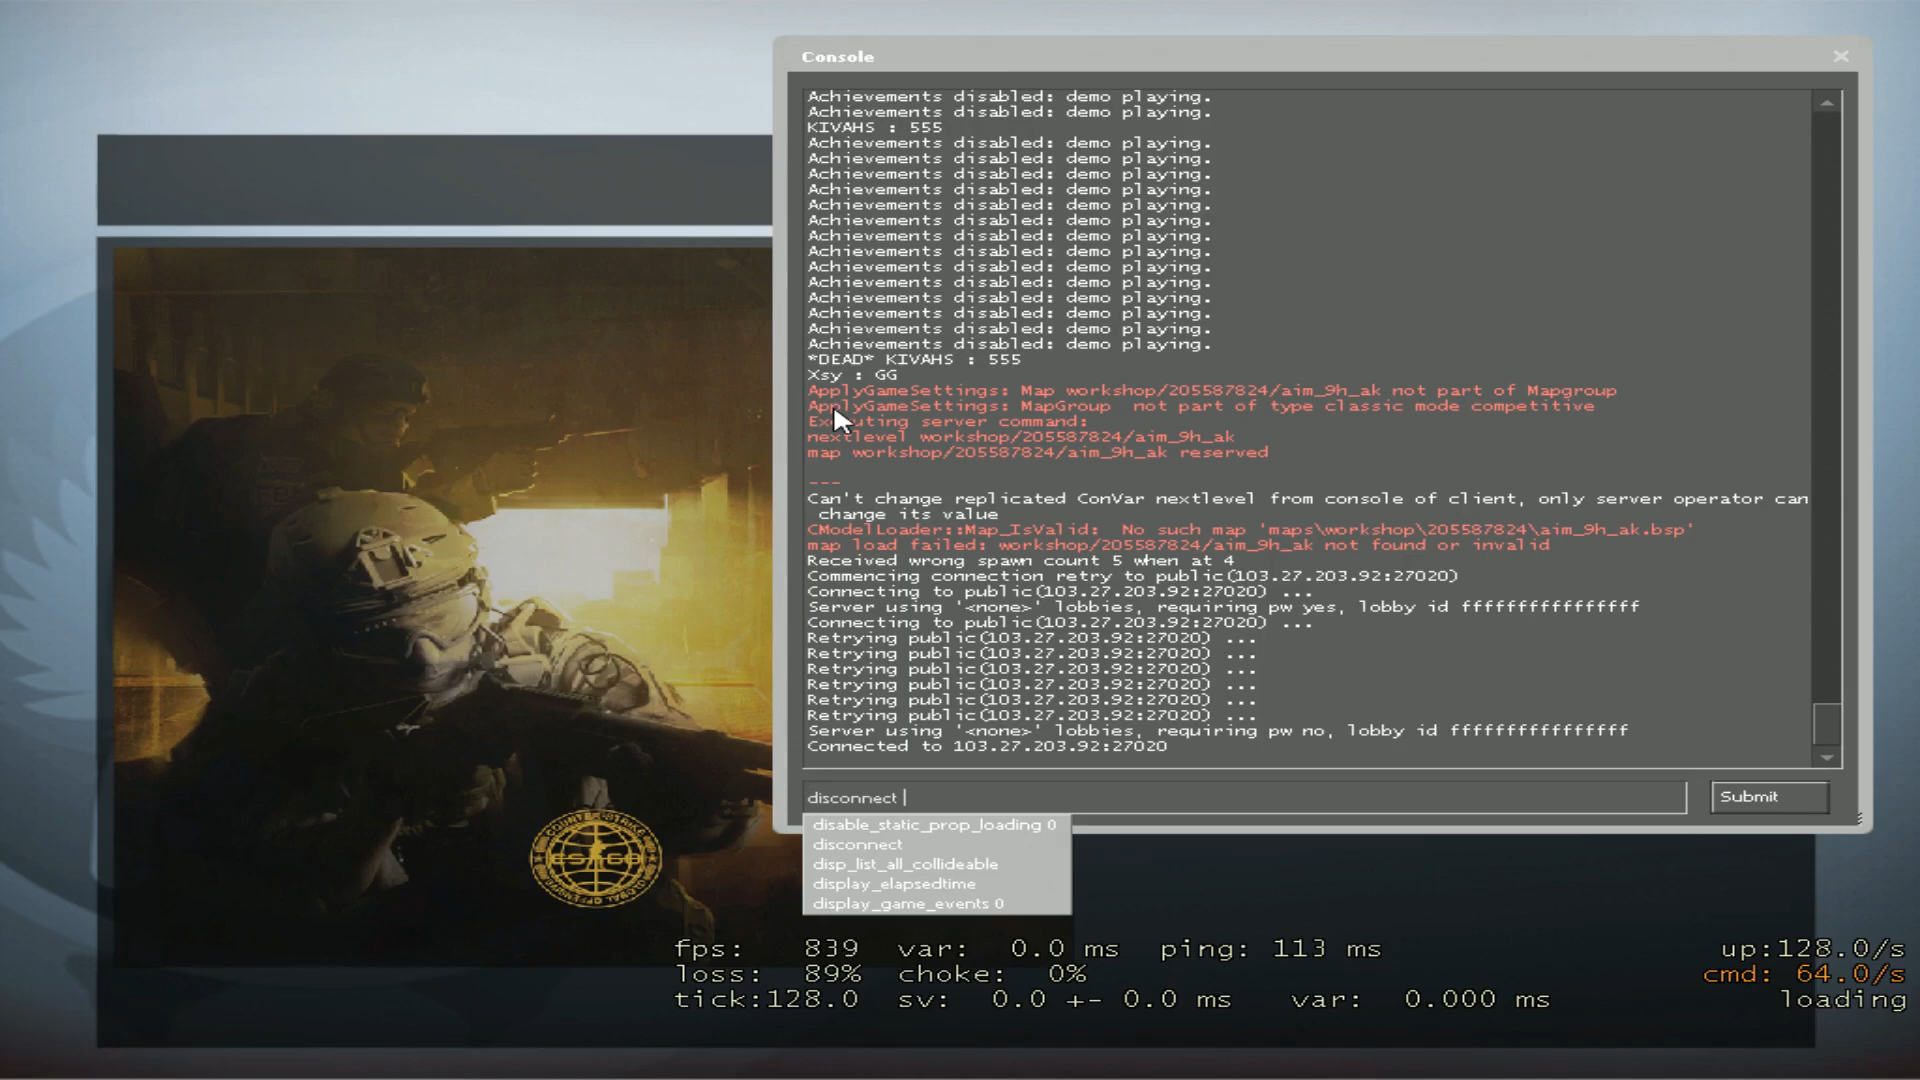 Console
Achievements disabled: demo playing.
Achievements disabled: demo playing.
KIVAHS : 555
Achievements disabled: demo playing.
Achievements disabled: demo playing.
Achievements disabled: demo playing.
Achievements disabled: demo playing.
Achievements disabled: demo playing.
Achievements disabled: demo playing.
Achievements disabled: demo playing.
Achievements disabled: demo playing.
Achievements disabled: demo playing.
Achievements disabled: demo playing.
Achievements disabled: demo playing.
Achievements disabled: demo playing.
Achievements disabled: demo playing.
Achievements disabled: demo playing.
*DEAD* KIVAHS : 555
Xsy : GG
ApplyGameSettings: Map workshop/205587824/aim_9h_ak not part of Mapgroup
ApplyGameSettings: MapGroup  not part of type classic mode competitive
Executing server command:
nextlevel workshop/205587824/aim_9h_ak
map workshop/205587824/aim_9h_ak reserved
---
Can't change replicated ConVar nextlevel from console of client, only server operator can
change its value
CModelLoader::Map_IsValid:  No such map 'maps\workshop\205587824\aim_9h_ak.bsp'
map load failed: workshop/205587824/aim_9h_ak not found or invalid
Received wrong spawn count 5 when at 4
Commencing connection retry to public(103.27.203.92:27020)
Connecting to public(103.27.203.92:27020) ...
Server using '<none>' lobbies, requiring pw yes, lobby id ffffffffffffffff
Connecting to public(103.27.203.92:27020) ...
Retrying public(103.27.203.92:27020) ...
Retrying public(103.27.203.92:27020) ...
Retrying public(103.27.203.92:27020) ...
Retrying public(103.27.203.92:27020) ...
Retrying public(103.27.203.92:27020) ...
Retrying public(103.27.203.92:27020) ...
Server using '<none>' lobbies, requiring pw no, lobby id ffffffffffffffff
Connected to 103.27.203.92:27020
disconnect
Submit
disable_static_prop_loading 0
disconnect
disp_list_all_collideable
display_elapsedtime
display_game_events 0
COUNTER-STRIKE
CS GO
GLOBAL OFFENSIVE
fps: 839 var: 0.0 ms ping: 113 ms up:128.0/s
loss: 89% choke: 0% cmd: 64.0/s
tick:128.0 sv: 0.0 +- 0.0 ms var: 0.000 ms loading